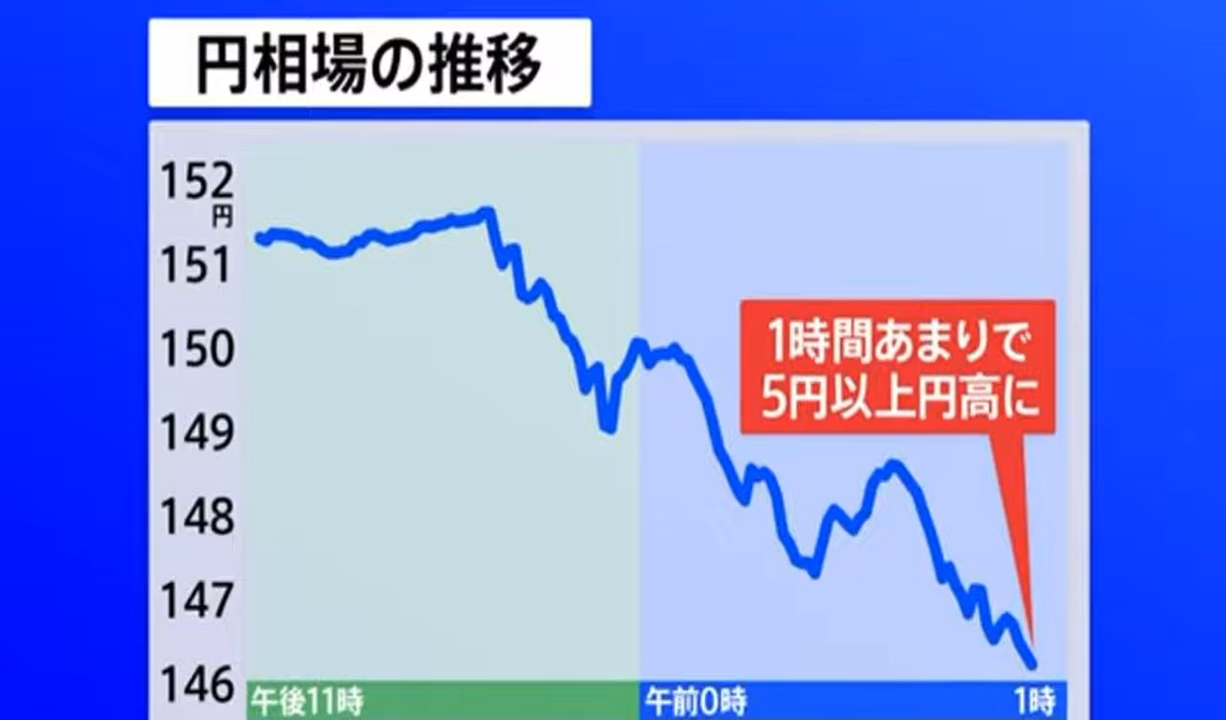 円相場の推移
152
円
151
150
149
148
147
146
1時間あまりで
5円以上円高に
午後11時
午前0時
1時